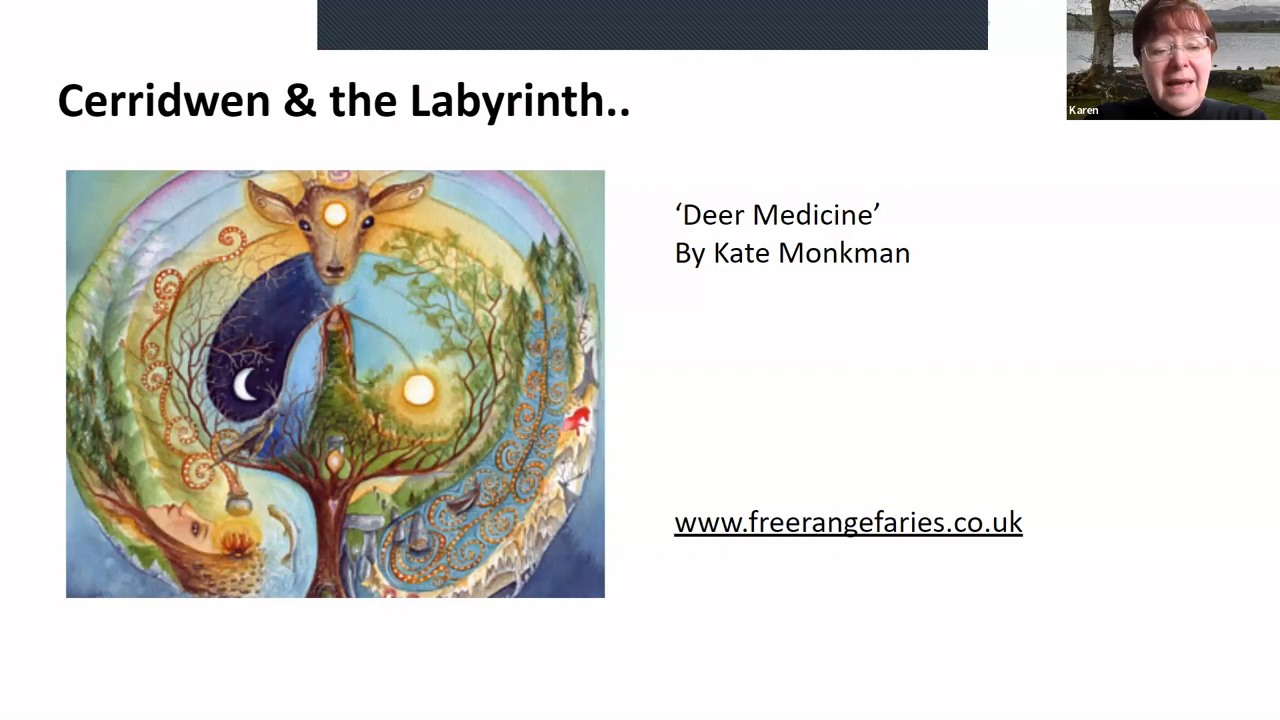 Cerridwen & the Labyrinth..
Karen
‘Deer Medicine’
By Kate Monkman
www.freerangefaries.co.uk